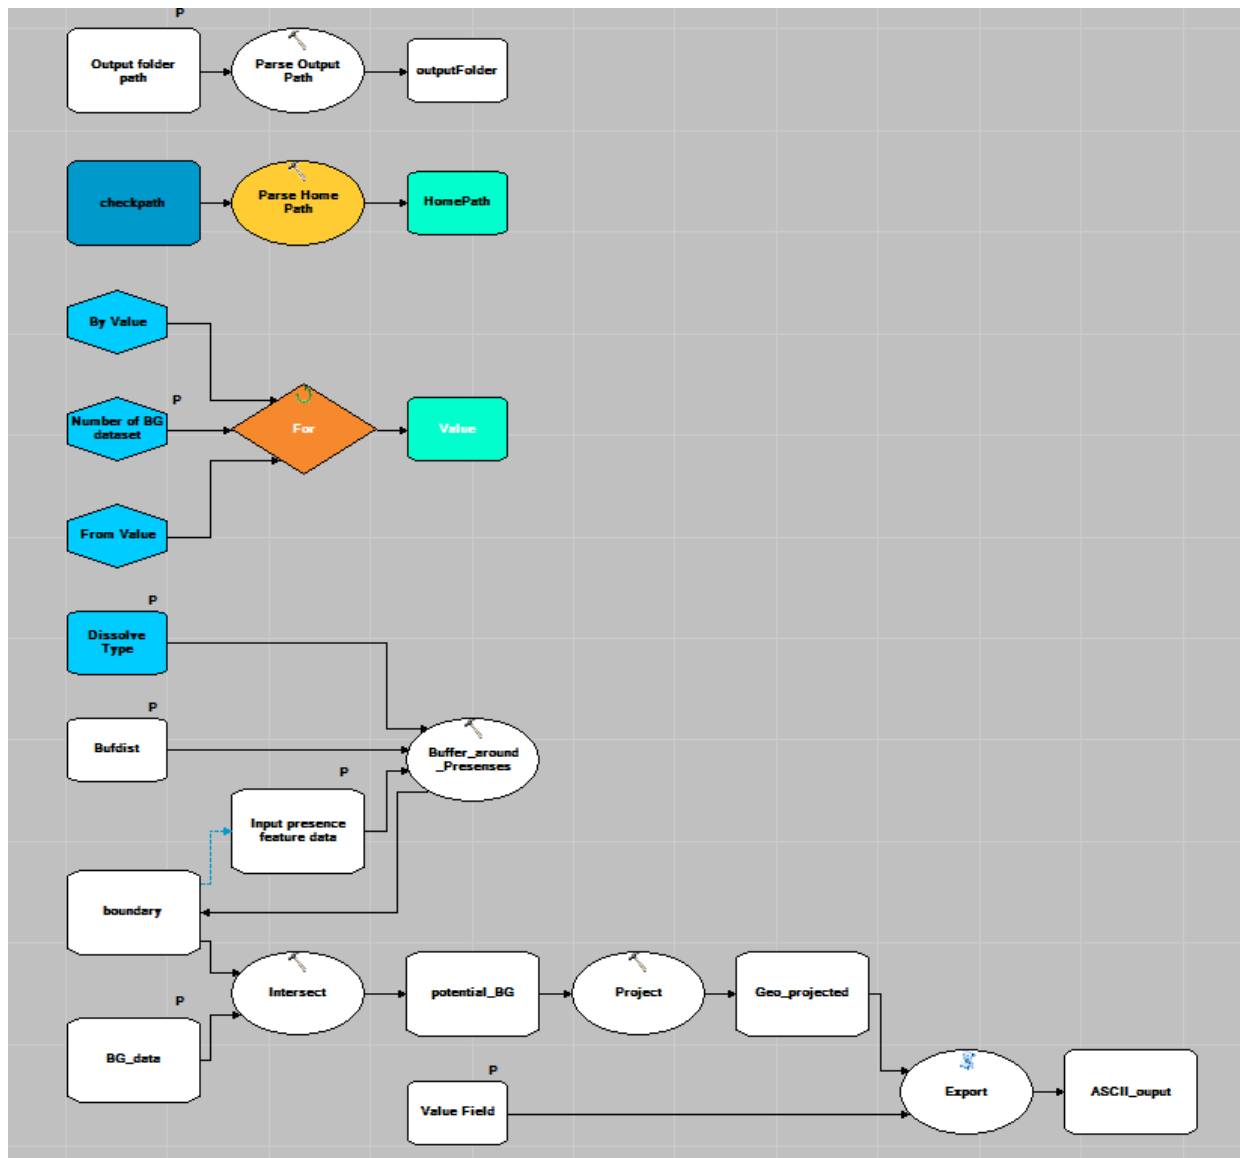 P
Output folder
path
Parse Output
Path
outputFolder
checkpath
Parse Home
Path
HomePath
By Value
P
Number of BG
dataset
For
Value
From Value
P
Dissolve
Type
P
Bufdist
Buffer_around
_Presenses
P
Input presence
feature data
boundary
Intersect
potential_BG
Project
Geo_projected
P
BG_data
P
Value Field
Export
ASCII_ouput